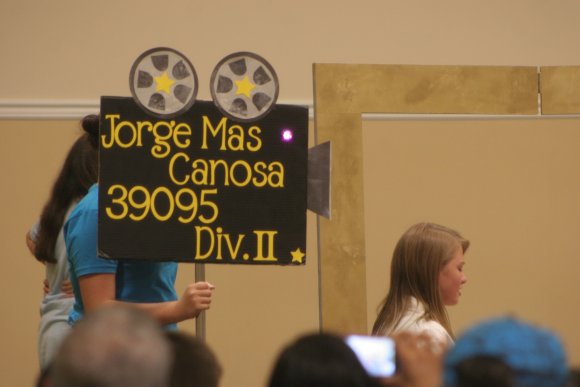 Jorge Mas
Canosa
39095
Div. II